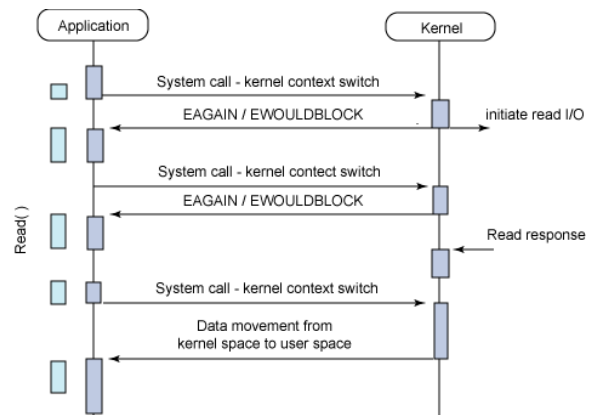 Application
Kernel
System call - kernel context switch
EAGAIN / EWOULDBLOCK
initiate read I/O
System call - kernel contect switch
EAGAIN / EWOULDBLOCK
Read( )
Read response
System call - kernel context switch
Data movement from
kernel space to user space